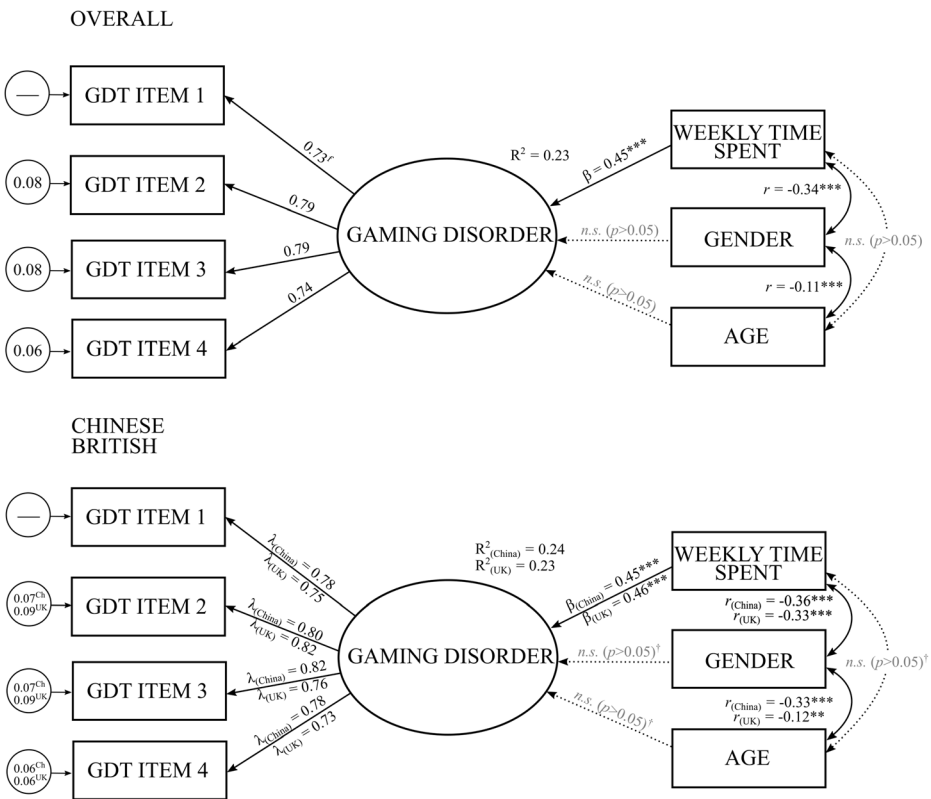 OVERALL
—
GDT ITEM 1
0.08
GDT ITEM 2
0.08
GDT ITEM 3
0.06
GDT ITEM 4
0.73ᶠ
0.79
0.79
0.74
GAMING DISORDER
R² = 0.23
β = 0.45***
n.s. (p>0.05)
n.s. (p>0.05)
WEEKLY TIME
SPENT
GENDER
AGE
r = -0.34***
n.s. (p>0.05)
r = -0.11***
CHINESE
BRITISH
—
GDT ITEM 1
0.07ᶜʰ
0.09ᵁᴷ
GDT ITEM 2
0.07ᶜʰ
0.09ᵁᴷ
GDT ITEM 3
0.06ᶜʰ
0.06ᵁᴷ
GDT ITEM 4
λ(China) = 0.78
λ(UK) = 0.75
λ(China) = 0.80
λ(UK) = 0.82
λ(China) = 0.82
λ(UK) = 0.76
λ(China) = 0.78
λ(UK) = 0.73
GAMING DISORDER
R²(China) = 0.24
R²(UK) = 0.23
β(China) = 0.45***
β(UK) = 0.46***
n.s. (p>0.05)†
n.s. (p>0.05)†
WEEKLY TIME
SPENT
GENDER
AGE
r(China) = -0.36***
r(UK) = -0.33***
n.s. (p>0.05)†
r(China) = -0.33***
r(UK) = -0.12**